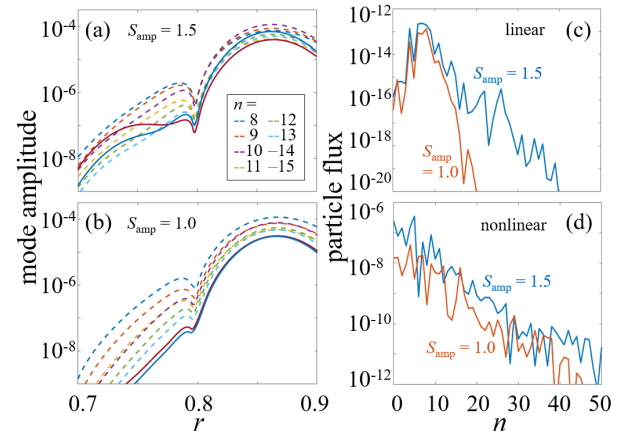 (a) S_amp = 1.5
10^-4
10^-6
10^-8
mode amplitude
n =
8 12
9 13
10 14
11 15
(b) S_amp = 1.0
10^-4
10^-6
10^-8
0.7 0.8 0.9
r
(c) linear
10^-12
10^-14
10^-16
10^-18
10^-20
S_amp = 1.5
S_amp
= 1.0
particle flux
(d) nonlinear
10^-6
10^-8
10^-10
10^-12
S_amp = 1.5
S_amp = 1.0
0 10 20 30 40 50
n